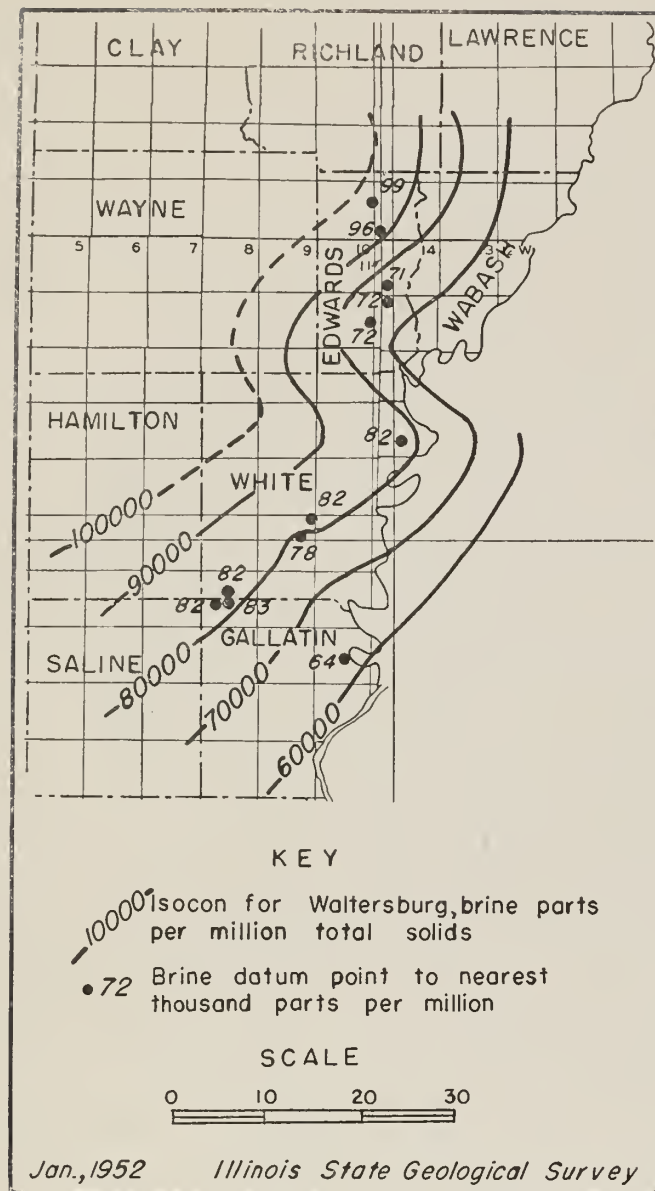 CLAY
RICHLAND
LAWRENCE
WAYNE
99
96
5 6 7 8 9 10 11 14 13 W
EDWARDS
WABASH
71
72
72
HAMILTON
82
WHITE
82
78
100000
90000
82
82 83
GALLATIN
SALINE
64
80000
70000
60000
KEY
10000 Isocon for Waltersburg, brine parts
per million total solids
72 Brine datum point to nearest
thousand parts per million
SCALE
0 10 20 30
Jan., 1952 Illinois State Geological Survey